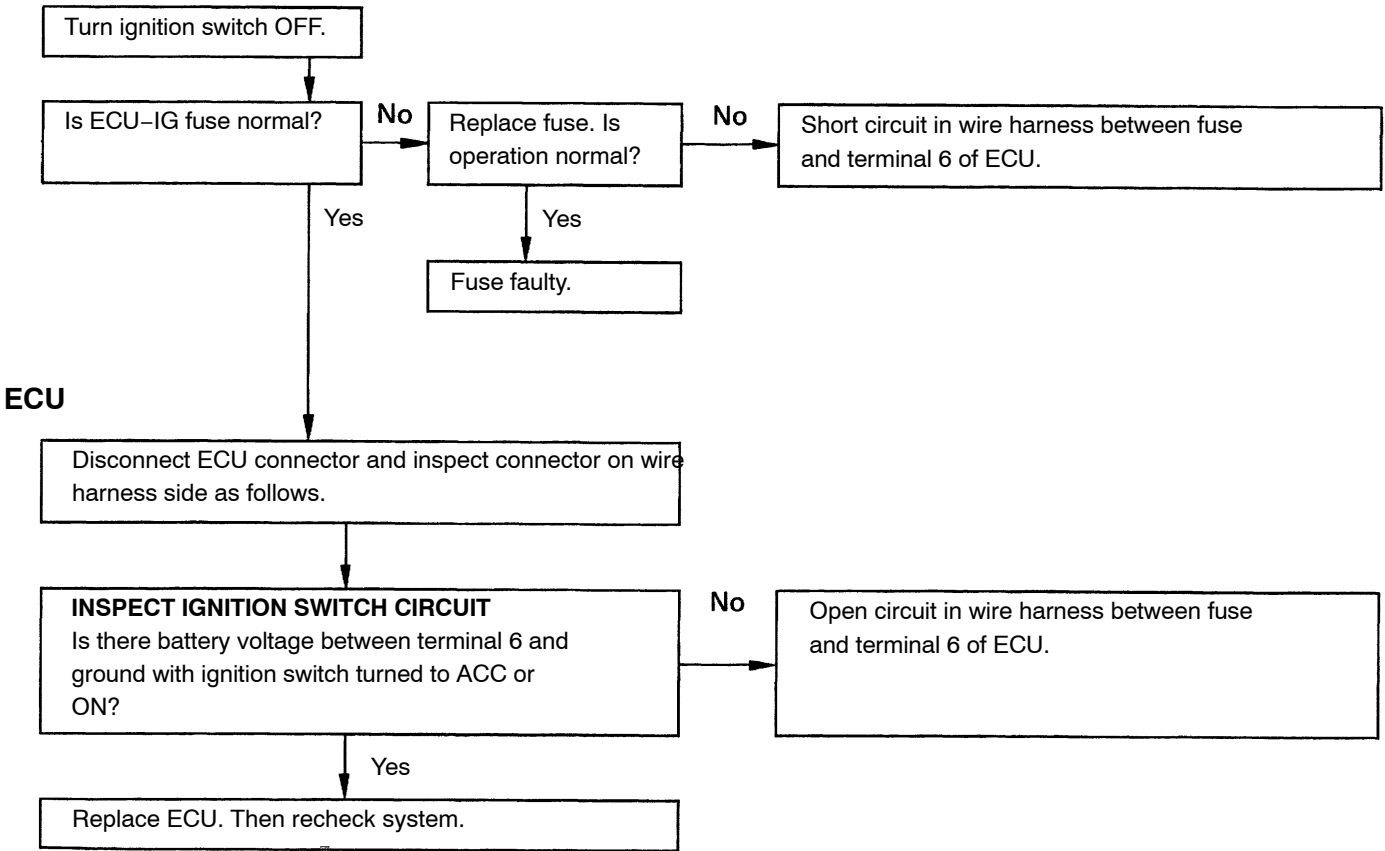 Turn ignition switch OFF.
Is ECU–IG fuse normal?
No
Replace fuse. Is
operation normal?
No
Short circuit in wire harness between fuse
and terminal 6 of ECU.
Yes
Yes
Fuse faulty.
ECU
Disconnect ECU connector and inspect connector on wire
harness side as follows.
INSPECT IGNITION SWITCH CIRCUIT
Is there battery voltage between terminal 6 and
ground with ignition switch turned to ACC or
ON?
No
Open circuit in wire harness between fuse
and terminal 6 of ECU.
Yes
Replace ECU. Then recheck system.